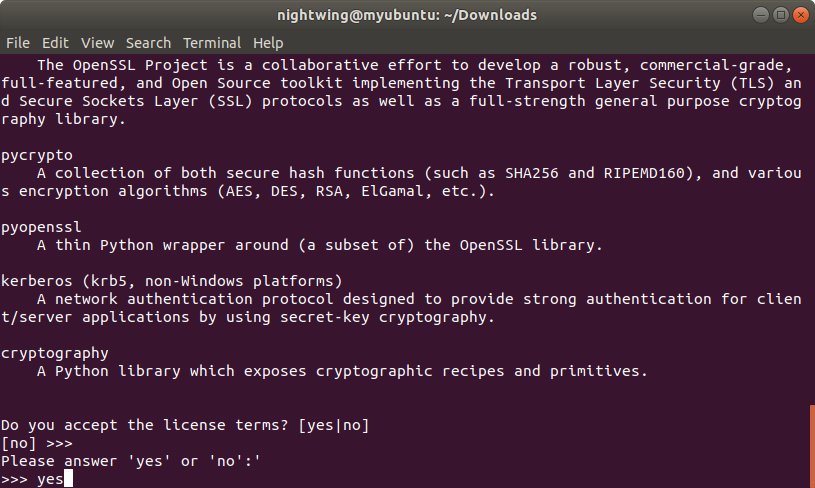 nightwing@myubuntu: ~/Downloads
File Edit View Search Terminal Help
    The OpenSSL Project is a collaborative effort to develop a robust, commercial-grade,
full-featured, and Open Source toolkit implementing the Transport Layer Security (TLS) an
d Secure Sockets Layer (SSL) protocols as well as a full-strength general purpose cryptog
raphy library.
pycrypto
    A collection of both secure hash functions (such as SHA256 and RIPEMD160), and variou
s encryption algorithms (AES, DES, RSA, ElGamal, etc.).
pyopenssl
    A thin Python wrapper around (a subset of) the OpenSSL library.
kerberos (krb5, non-Windows platforms)
    A network authentication protocol designed to provide strong authentication for clien
t/server applications by using secret-key cryptography.
cryptography
    A Python library which exposes cryptographic recipes and primitives.
Do you accept the license terms? [yes|no]
[no] >>>
Please answer 'yes' or 'no':'
>>> yes